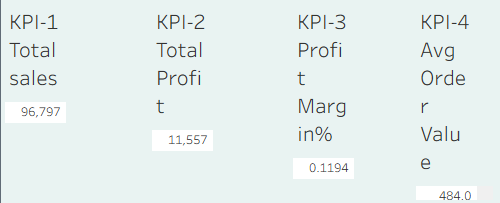 KPI-1
Total
sales
96,797
KPI-2
Total
Profi
t
11,557
KPI-3
Profi
t
Marg
in%
0.1194
KPI-4
Avg
Orde
r
Valu
e
484.0